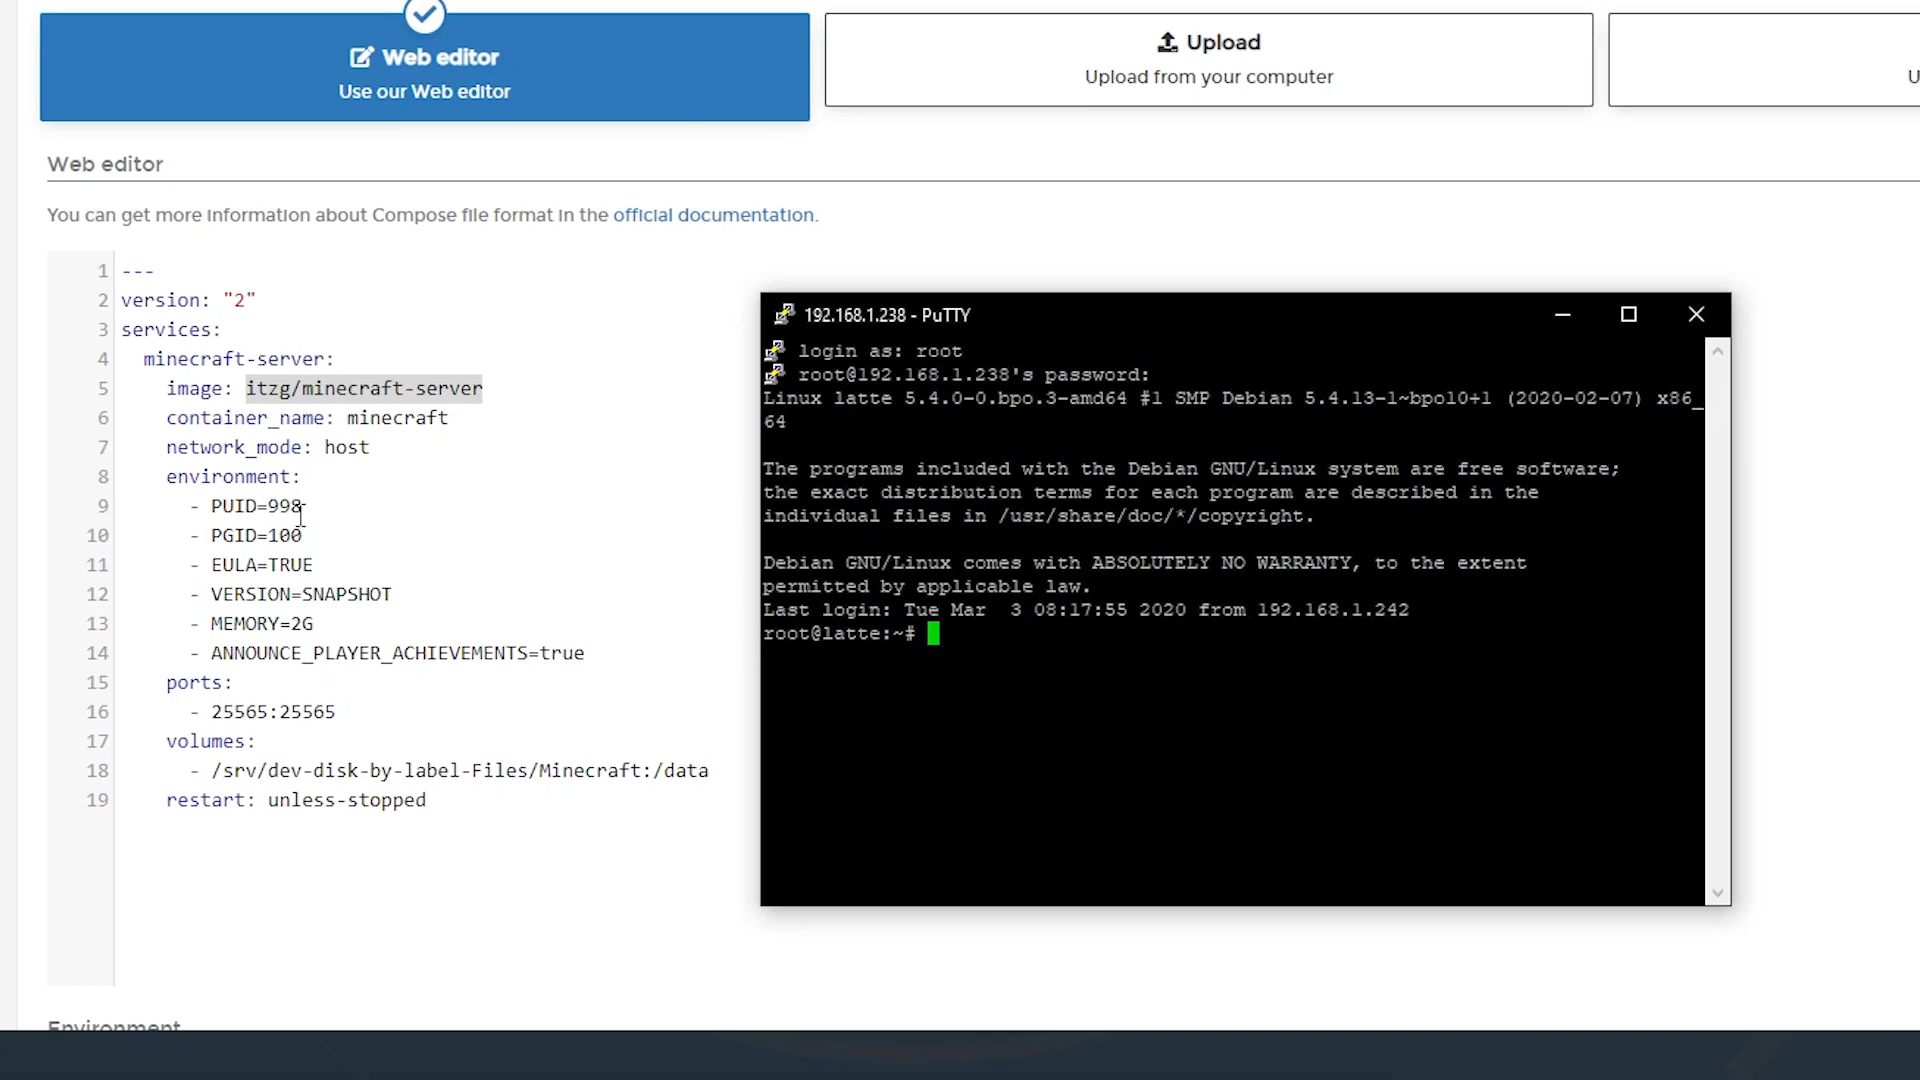 Web editor
Use our Web editor
Upload
Upload from your computer
U
Web editor
You can get more information about Compose file format in the official documentation.
1 ---
2 version: "2"
3 services:
4 minecraft-server:
5 image: itzg/minecraft-server
6 container_name: minecraft
7 network_mode: host
8 environment:
9 - PUID=998
10 - PGID=100
11 - EULA=TRUE
12 - VERSION=SNAPSHOT
13 - MEMORY=2G
14 - ANNOUNCE_PLAYER_ACHIEVEMENTS=true
15 ports:
16 - 25565:25565
17 volumes:
18 - /srv/dev-disk-by-label-Files/Minecraft:/data
19 restart: unless-stopped
192.168.1.238 - PuTTY
login as: root
root@192.168.1.238's password:
Linux latte 5.4.0-0.bpo.3-amd64 #1 SMP Debian 5.4.13-1~bpo10+1 (2020-02-07) x86_
64
The programs included with the Debian GNU/Linux system are free software;
the exact distribution terms for each program are described in the
individual files in /usr/share/doc/*/copyright.
Debian GNU/Linux comes with ABSOLUTELY NO WARRANTY, to the extent
permitted by applicable law.
Last login: Tue Mar  3 08:17:55 2020 from 192.168.1.242
root@latte:~#
Environment